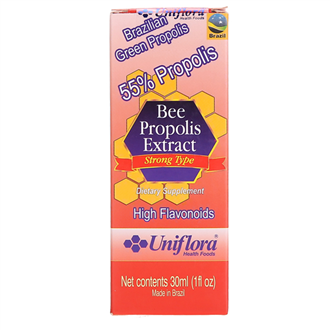 Brazilian
Green Propolis
Brazil
55% Propolis
Bee
Propolis
Extract
Strong Type
Dietary Supplement
High Flavonoids
Uniflora®
Health Foods
Net contents 30ml (1fl oz)
Made in Brazil